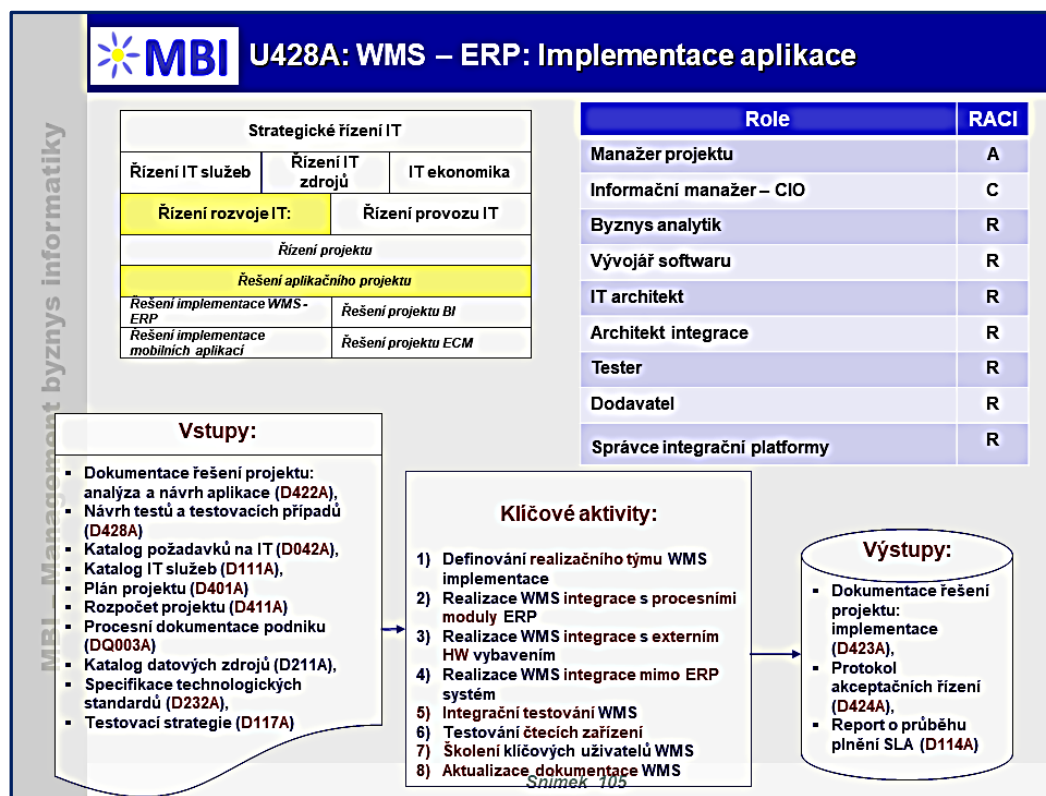 MBI
U428A: WMS – ERP: Implementace aplikace
MBI – Management byznys informatiky
Strategické řízení IT
Řízení IT služeb
Řízení IT
zdrojů
IT ekonomika
Řízení rozvoje IT:
Řízení provozu IT
Řízení projektu
Řešení aplikačního projektu
Řešení implementace WMS -
ERP
Řešení projektu BI
Řešení implementace
mobilních aplikací
Řešení projektu ECM
Role RACI
Manažer projektu A
Informační manažer – CIO C
Byznys analytik R
Vývojář softwaru R
IT architekt R
Architekt integrace R
Tester R
Dodavatel R
Správce integrační platformy R
Vstupy:
▪ Dokumentace řešení projektu:
analýza a návrh aplikace (D422A),
▪ Návrh testů a testovacích případů
(D428A)
▪ Katalog požadavků na IT (D042A),
▪ Katalog IT služeb (D111A),
▪ Plán projektu (D401A)
▪ Rozpočet projektu (D411A)
▪ Procesní dokumentace podniku
(DQ003A)
▪ Katalog datových zdrojů (D211A),
▪ Specifikace technologických
standardů (D232A),
▪ Testovací strategie (D117A)
Klíčové aktivity:
1) Definování realizačního týmu WMS
implementace
2) Realizace WMS integrace s procesními
moduly ERP
3) Realizace WMS integrace s externím
HW vybavením
4) Realizace WMS integrace mimo ERP
systém
5) Integrační testování WMS
6) Testování čtecích zařízení
7) Školení klíčových uživatelů WMS
8) Aktualizace dokumentace WMS
Výstupy:
▪ Dokumentace řešení
projektu:
implementace
(D423A),
▪ Protokol
akceptačních řízení
(D424A),
▪ Report o průběhu
plnění SLA (D114A)
Snímek 105